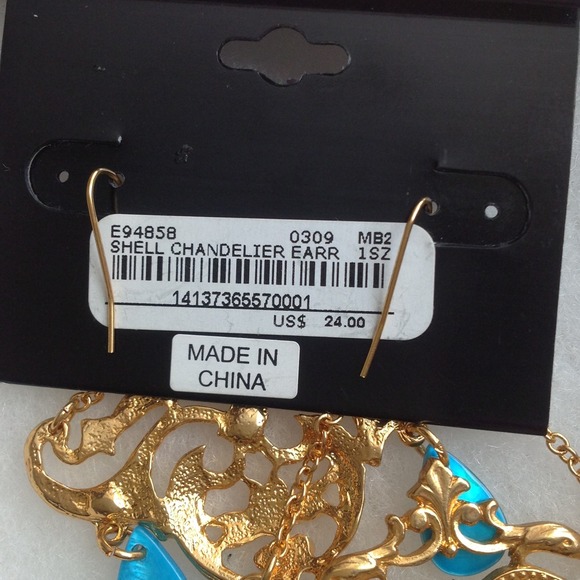 E94858 0309 MB2
SHELL CHANDELIER EARR 1SZ
14137365570001
US$ 24.00
MADE IN
CHINA